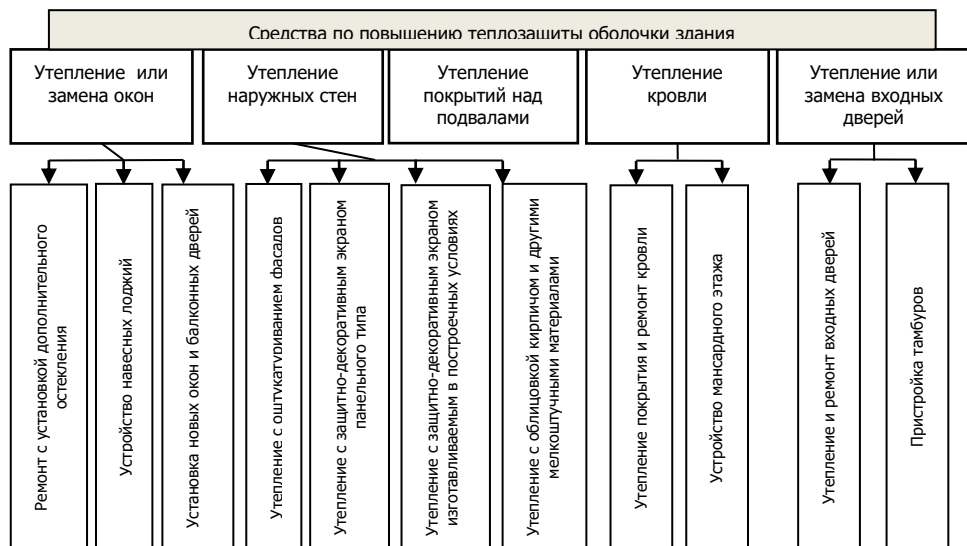 Средства по повышению теплозащиты оболочки здания
Утепление или
замена окон
Утепление
наружных стен
Утепление
покрытий над
подвалами
Утепление
кровли
Утепление или
замена входных
дверей
Ремонт с установкой дополнительного
остекления
Устройство навесных лоджий
Установка новых окон и балконных дверей
Утепление с оштукатуриванием фасадов
Утепление с защитно-декоративным экраном
панельного типа
Утепление с защитно-декоративным экраном
изготавливаемым в построечных условиях
Утепление с облицовкой кирпичом и другими
мелкоштучными материалами
Утепление покрытия и ремонт кровли
Устройство мансардного этажа
Утепление и ремонт входных дверей
Пристройка тамбуров